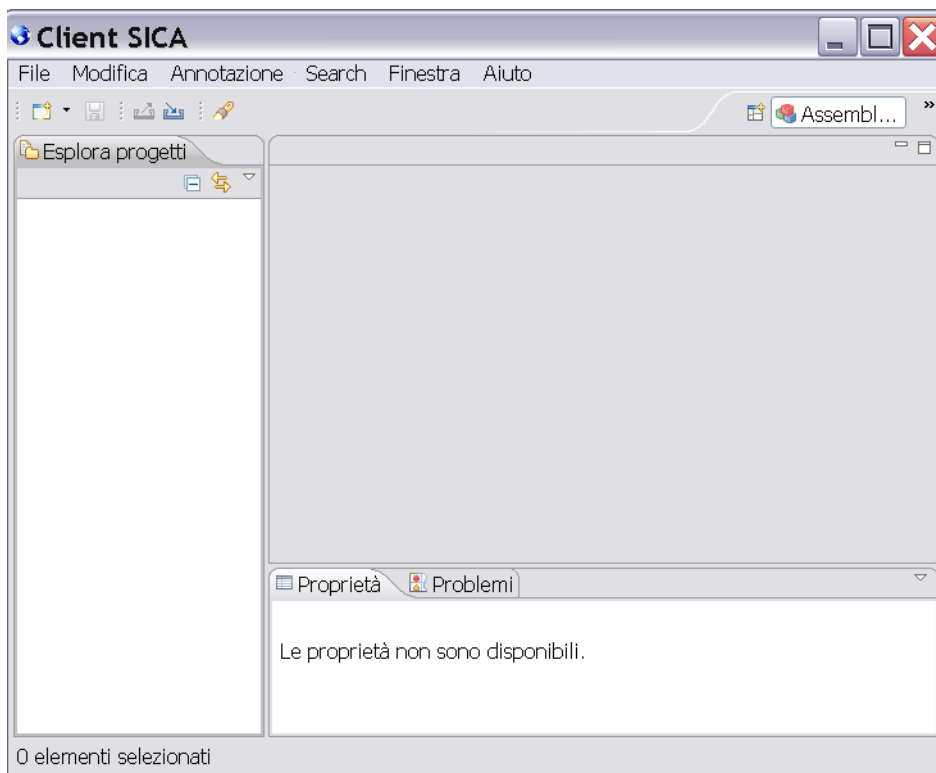 Client SICA
File Modifica Annotazione Search Finestra Aiuto
Assembl... »
Esplora progetti
Proprietà Problemi
Le proprietà non sono disponibili.
0 elementi selezionati